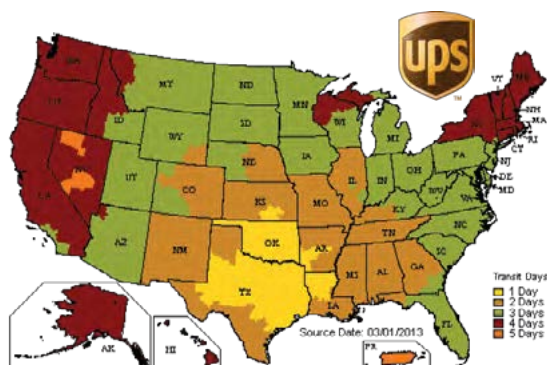 ups
TM
VT
WA
MT
ND
MN
ME
OR
ID
SD
WI
MI
NH
MA
RI
CT
WY
IA
PA
NJ
NE
UT
CO
IL
IN
OH
WV
VA
DE
MD
CA
KS
MO
KY
NC
AZ
NM
OK
AR
TN
SC
TX
LA
AL
GA
FL
AK
HI
PR
Source Date: 03/01/2013
Transit Days
1 Day
2 Days
3 Days
4 Days
5 Days